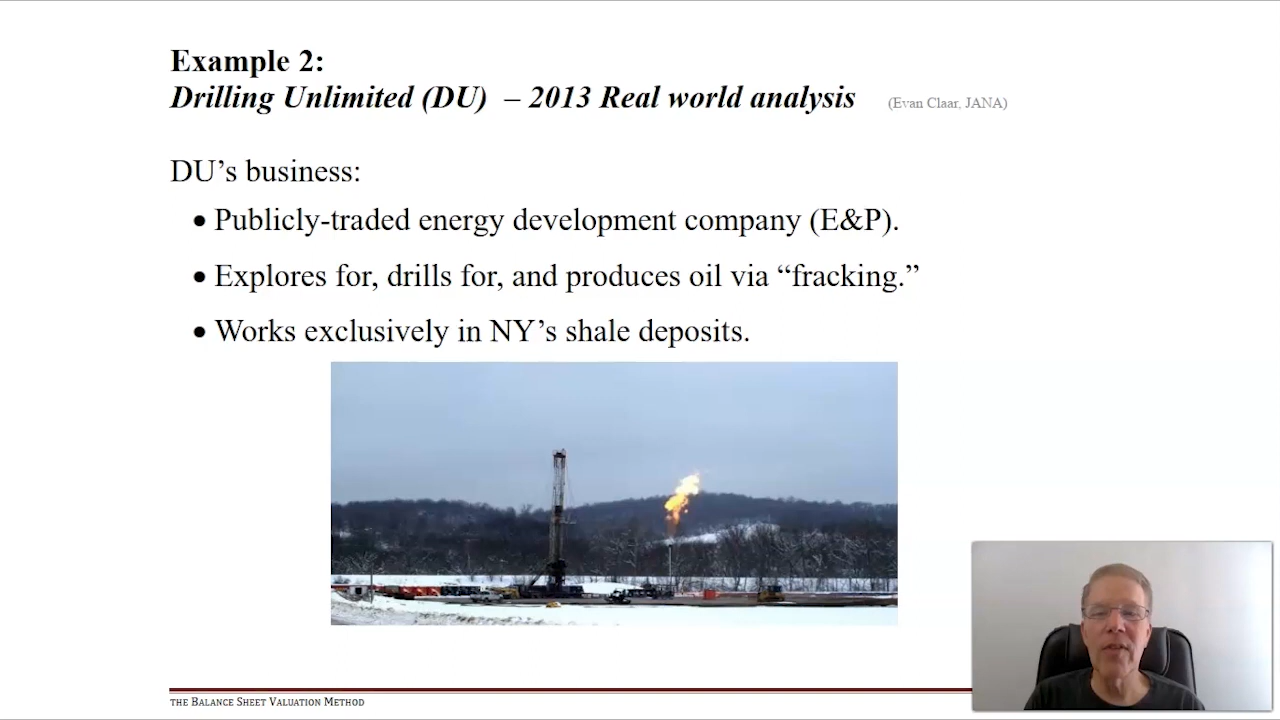 Example 2:
Drilling Unlimited (DU) – 2013 Real world analysis (Evan Claar, JANA)
DU’s business:
• Publicly-traded energy development company (E&P).
• Explores for, drills for, and produces oil via “fracking.”
• Works exclusively in NY’s shale deposits.
THE BALANCE SHEET VALUATION METHOD